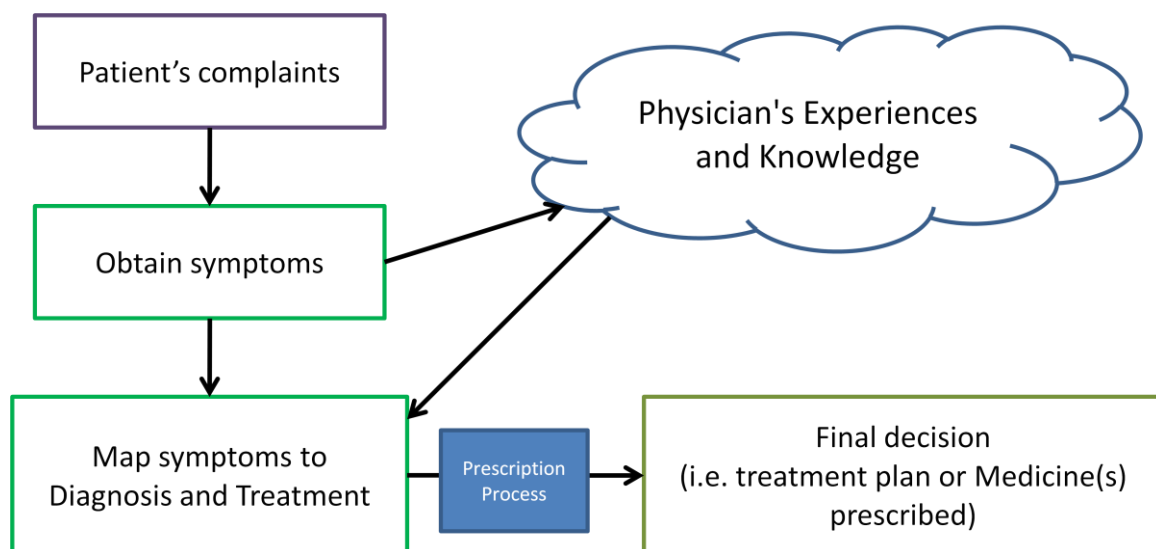 Patient’s complaints
Physician's Experiences
and Knowledge
Obtain symptoms
Map symptoms to
Diagnosis and Treatment
Prescription
Process
Final decision
(i.e. treatment plan or Medicine(s)
prescribed)